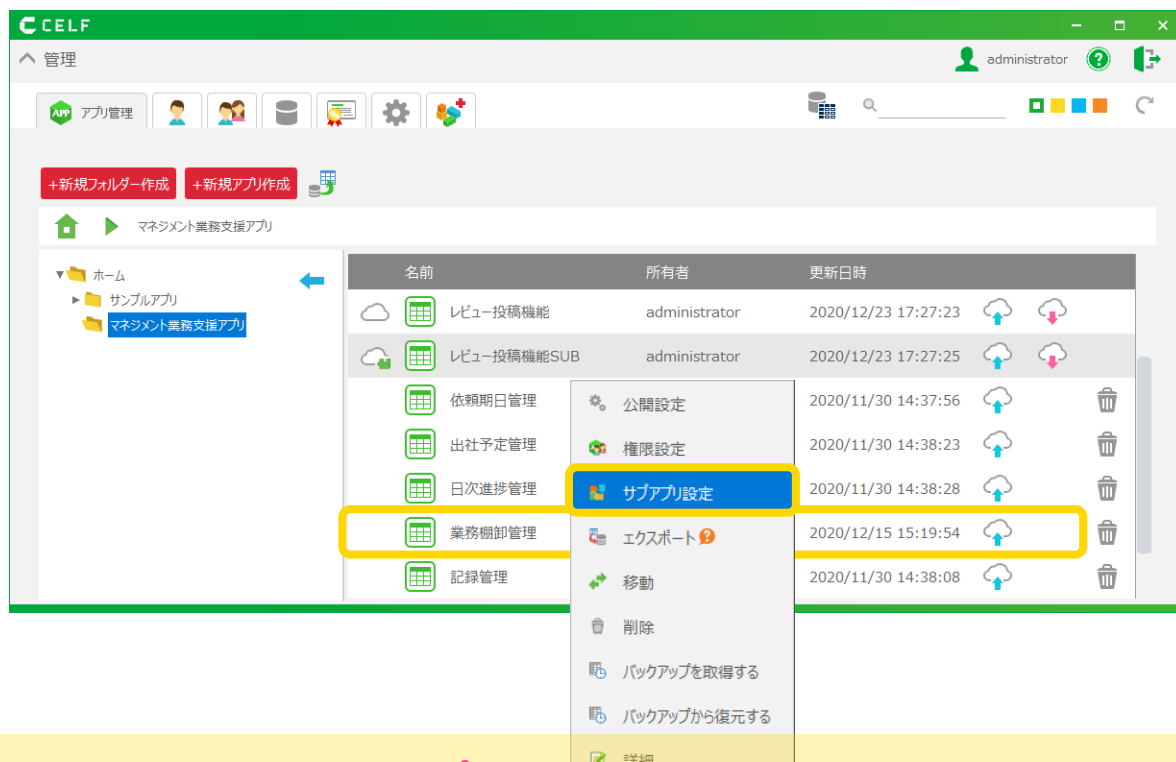 CELF
管理
administrator
APP アプリ管理
+新規フォルダー作成 +新規アプリ作成
マネジメント業務支援アプリ
ホーム
サンプルアプリ
マネジメント業務支援アプリ
名前 所有者 更新日時
レビュー投稿機能 administrator 2020/12/23 17:27:23
レビュー投稿機能SUB administrator 2020/12/23 17:27:25
依頼期日管理 2020/11/30 14:37:56
出社予定管理 2020/11/30 14:38:23
日次進捗管理 2020/11/30 14:38:28
業務棚卸管理 2020/12/15 15:19:54
記録管理 2020/11/30 14:38:08
公開設定
権限設定
サブアプリ設定
エクスポート
移動
削除
バックアップを取得する
バックアップから復元する
詳細